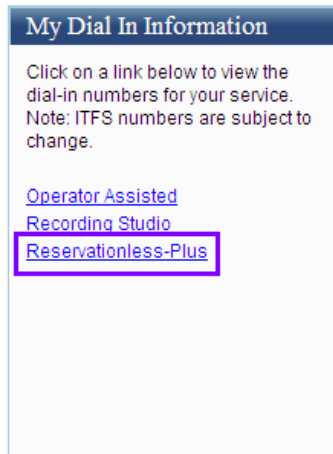 My Dial In Information
Click on a link below to view the
dial-in numbers for your service.
Note: ITFS numbers are subject to
change.
Operator Assisted
Recording Studio
Reservationless-Plus